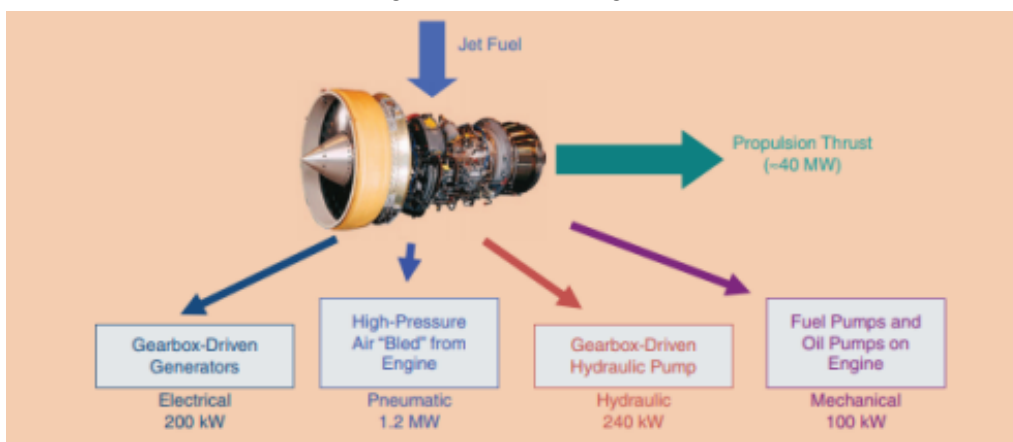 Jet Fuel
Propulsion Thrust
(≈40 MW)
Gearbox-Driven
Generators
Electrical
200 kW
High-Pressure
Air “Bled” from
Engine
Pneumatic
1.2 MW
Gearbox-Driven
Hydraulic Pump
Hydraulic
240 kW
Fuel Pumps and
Oil Pumps on
Engine
Mechanical
100 kW